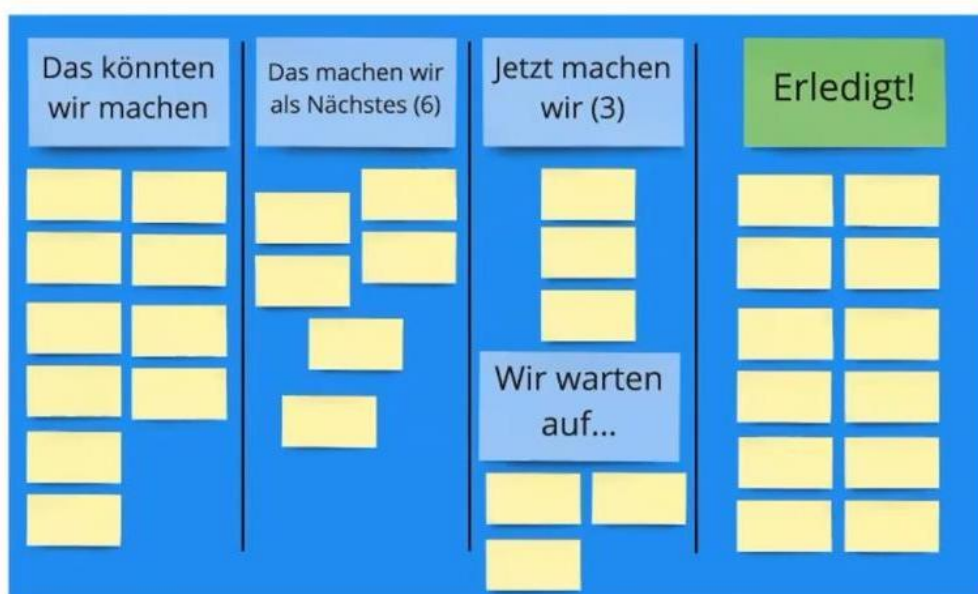 Das könnten
wir machen
Das machen wir
als Nächstes (6)
Jetzt machen
wir (3)
Wir warten
auf...
Erledigt!